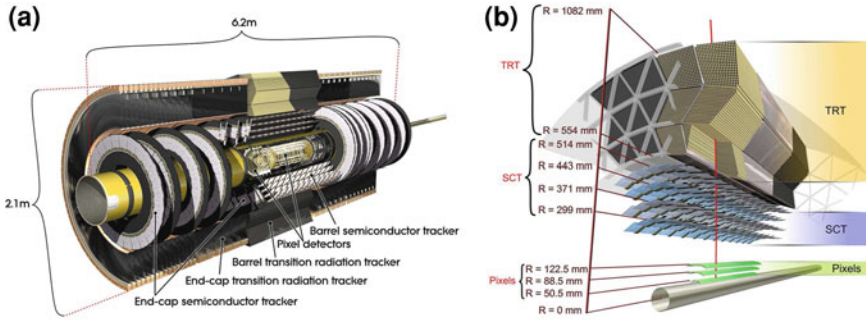 (a)
6.2m
2.1m
Barrel semiconductor tracker
Pixel detectors
Barrel transition radiation tracker
End-cap transition radiation tracker
End-cap semiconductor tracker
(b)
R = 1082 mm
TRT
TRT
R = 554 mm
R = 514 mm
R = 443 mm
SCT
R = 371 mm
R = 299 mm
SCT
Pixels
R = 122.5 mm
Pixels
R = 88.5 mm
R = 50.5 mm
R = 0 mm